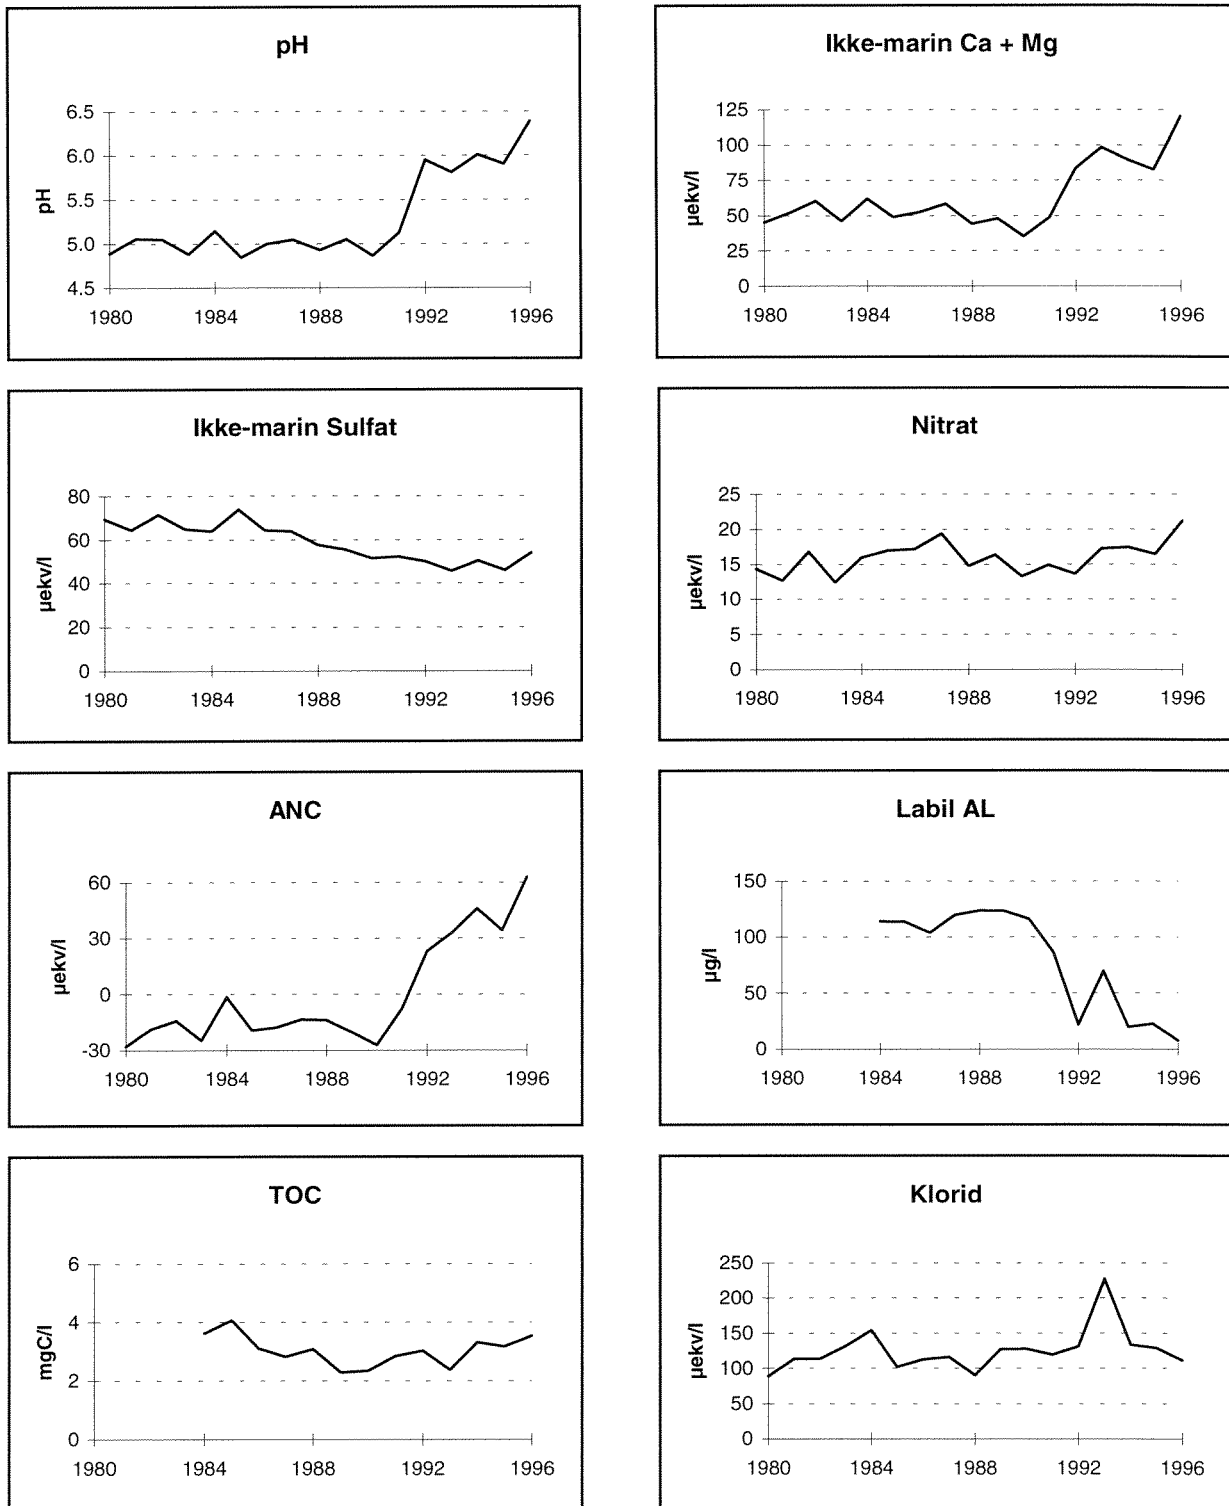 pH
6.5
6.0
5.5
5.0
4.5
pH
1980 1984 1988 1992 1996
Ikke-marin Ca + Mg
125
100
75
50
25
0
µekv/l
1980 1984 1988 1992 1996
Ikke-marin Sulfat
80
60
40
20
0
µekv/l
1980 1984 1988 1992 1996
Nitrat
25
20
15
10
5
0
µekv/l
1980 1984 1988 1992 1996
ANC
60
30
0
-30
µekv/l
1980 1984 1988 1992 1996
Labil AL
150
100
50
0
µg/l
1980 1984 1988 1992 1996
TOC
6
4
2
0
mgC/l
1980 1984 1988 1992 1996
Klorid
250
200
150
100
50
0
µekv/l
1980 1984 1988 1992 1996